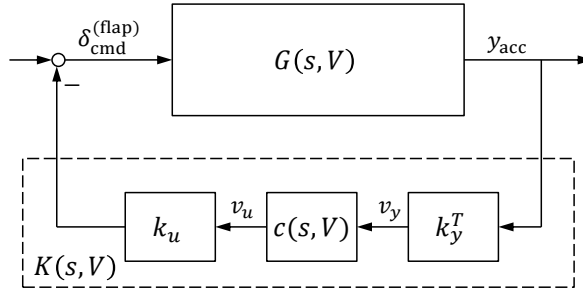 δ_cmd^(flap)
G(s,V)
y_acc
−
k_u
v_u
c(s,V)
v_y
k_y^T
K(s,V)